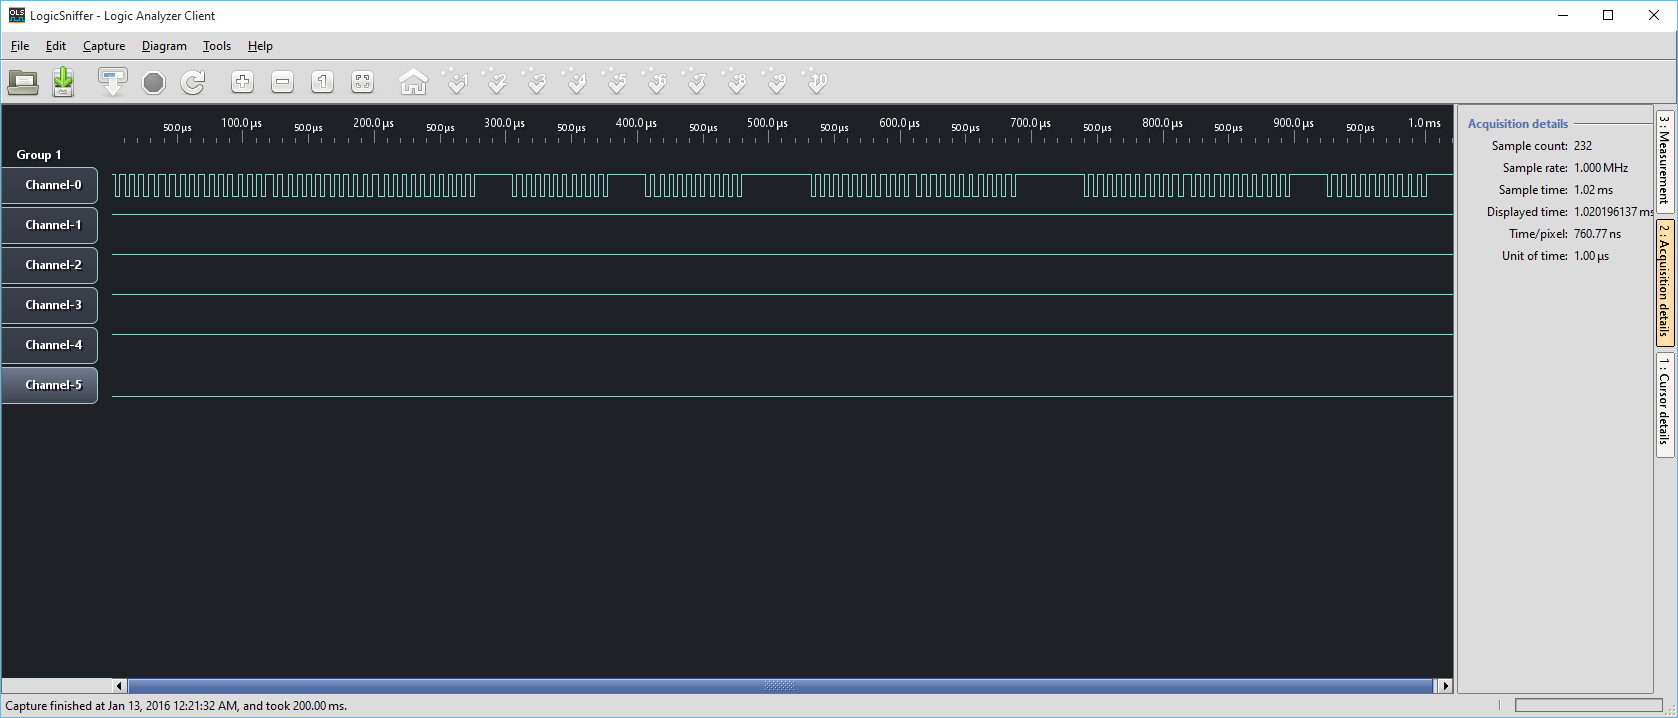 OLS LogicSniffer - Logic Analyzer Client
File Edit Capture Diagram Tools Help
1 1 2 3 4 5 6 7 8 9 10
50.0µs 100.0µs 50.0µs 200.0µs 50.0µs 300.0µs 50.0µs 400.0µs 50.0µs 500.0µs 50.0µs 600.0µs 50.0µs 700.0µs 50.0µs 800.0µs 50.0µs 900.0µs 50.0µs 1.0ms
Group 1
Channel-0
Channel-1
Channel-2
Channel-3
Channel-4
Channel-5
Acquisition details
Sample count: 232
Sample rate: 1.000 MHz
Sample time: 1.02 ms
Displayed time: 1.020196137 ms
Time/pixel: 760.77 ns
Unit of time: 1.00 µs
3 : Measurement
2 : Acquisition details
1 : Cursor details
Capture finished at Jan 13, 2016 12:21:32 AM, and took 200.00 ms.